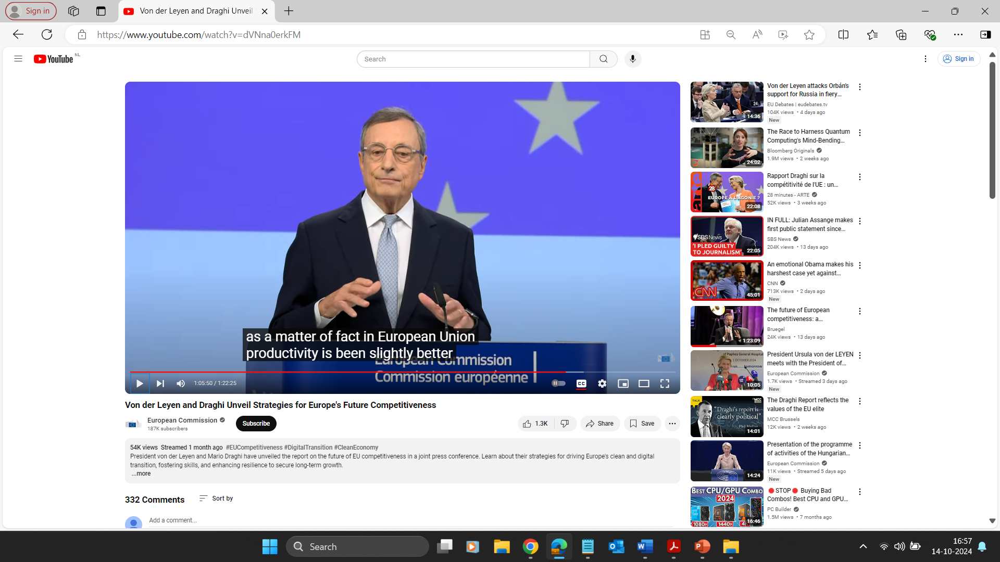 Sign in
Von der Leyen and Draghi Unveil
https://www.youtube.com/watch?v=dVNna0erkFM
YouTube NL
Search
Sign in
as a matter of fact in European Union
productivity is been slightly better
European Commission
Commission européenne
1:05:50 / 1:22:25
CC
Von der Leyen and Draghi Unveil Strategies for Europe's Future Competitiveness
European Commission
187K subscribers
Subscribe
1.3K
Share
Save
54K views Streamed 1 month ago #EUCompetitiveness #DigitalTransition #CleanEconomy
President von der Leyen and Mario Draghi have unveiled the report on the future of EU competitiveness in a joint press conference. Learn about their strategies for driving Europe's clean and digital
transition, fostering skills, and enhancing resilience to secure long-term growth.
...more
332 Comments
Sort by
Add a comment...
24
14:36
Von der Leyen attacks Orbán's
support for Russia in fiery...
EU Debates | eudebates.tv
104K views • 4 days ago
New
24:02
The Race to Harness Quantum
Computing's Mind-Bending...
Bloomberg Originals
1.9M views • 2 weeks ago
arte
28
EUROPE À L'AGONIE ?
22:08
Rapport Draghi sur la
compétitivité de l'UE : un...
28 minutes - ARTE
52K views • 3 weeks ago
SBS News
'I PLED GUILTY
TO JOURNALISM'
22:05
IN FULL: Julian Assange makes
first public statement since...
SBS News
204K views • 13 days ago
CNN
45:01
An emotional Obama makes his
harshest case yet against...
CNN
713K views • 2 days ago
New
1:23:09
The future of European
competitiveness: a...
Bruegel
24K views • 13 days ago
of Paphos General Hospital
1 OCTOBER 2024
tomorrow
10:05
President Ursula von der LEYEN
meets with the President of...
European Commission
1.7K views • Streamed 3 days ago
New
TALK
MCC
"Draghi's report is
clearly political"
14:01
The Draghi Report reflects the
values of the EU elite
MCC Brussels
12K views • 2 weeks ago
14:24
Presentation of the programme
of activities of the Hungarian...
European Commission
11K views • Streamed 5 days ago
New
BEST CPU/GPU COMBO
2024
1080p
1440p
16:46
🔴STOP🔴 Buying Bad
Combos! Best CPU and GPU...
PC Builder
1.5M views • 7 months ago
Search
16:57
14-10-2024